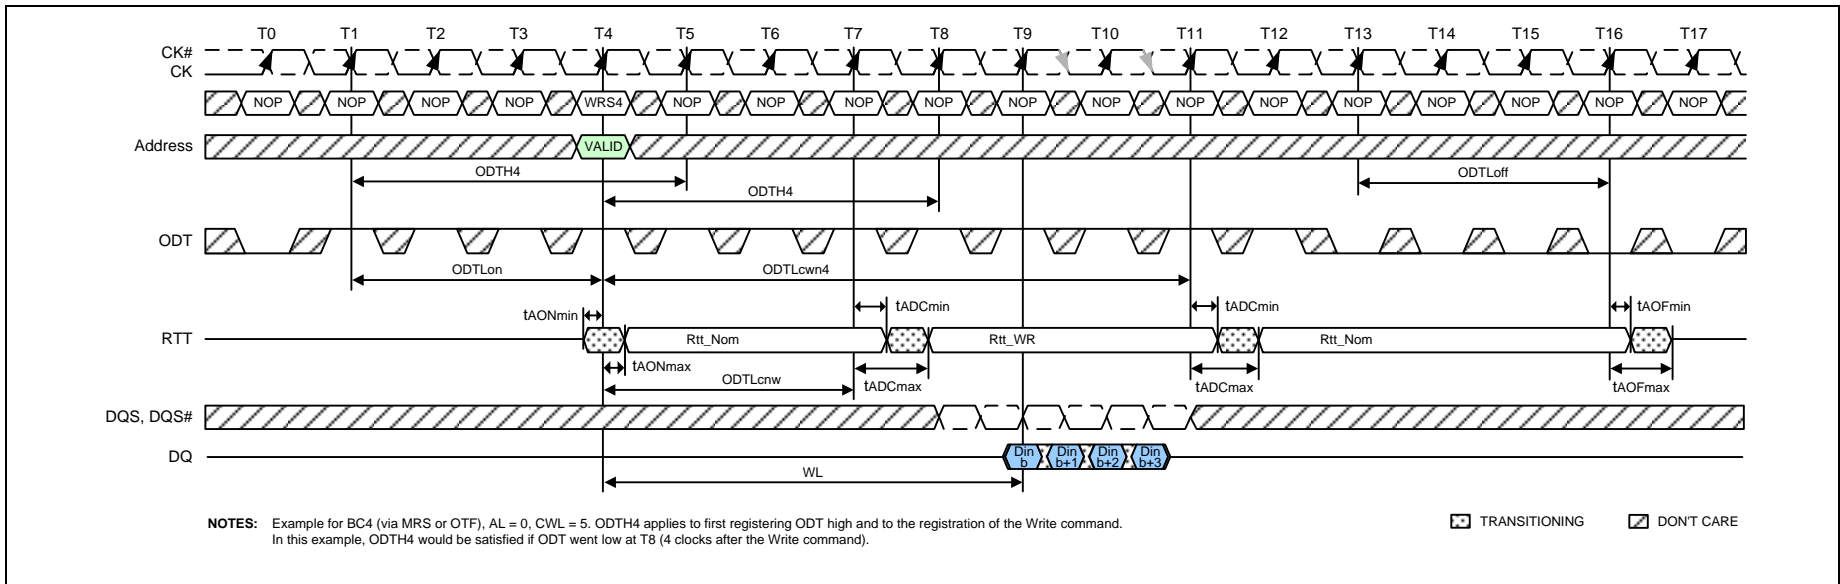 T0 T1 T2 T3 T4 T5 T6 T7 T8 T9 T10 T11 T12 T13 T14 T15 T16 T17
CK#
CK
NOP NOP NOP NOP WRS4 NOP NOP NOP NOP NOP NOP NOP NOP NOP NOP NOP NOP NOP
Address VALID
ODTH4 ODTLoff
ODTH4
ODT
ODTLon ODTLcwn4
tAONmin tADCmin tADCmin tAOFmin
RTT Rtt_Nom Rtt_WR Rtt_Nom
tAONmax ODTLcnw tADCmax tADCmax tAOFmax
DQS, DQS#
DQ Din b Din b+1 Din b+2 Din b+3
WL
NOTES: Example for BC4 (via MRS or OTF), AL = 0, CWL = 5. ODTH4 applies to first registering ODT high and to the registration of the Write command.
In this example, ODTH4 would be satisfied if ODT went low at T8 (4 clocks after the Write command).
TRANSITIONING DON'T CARE